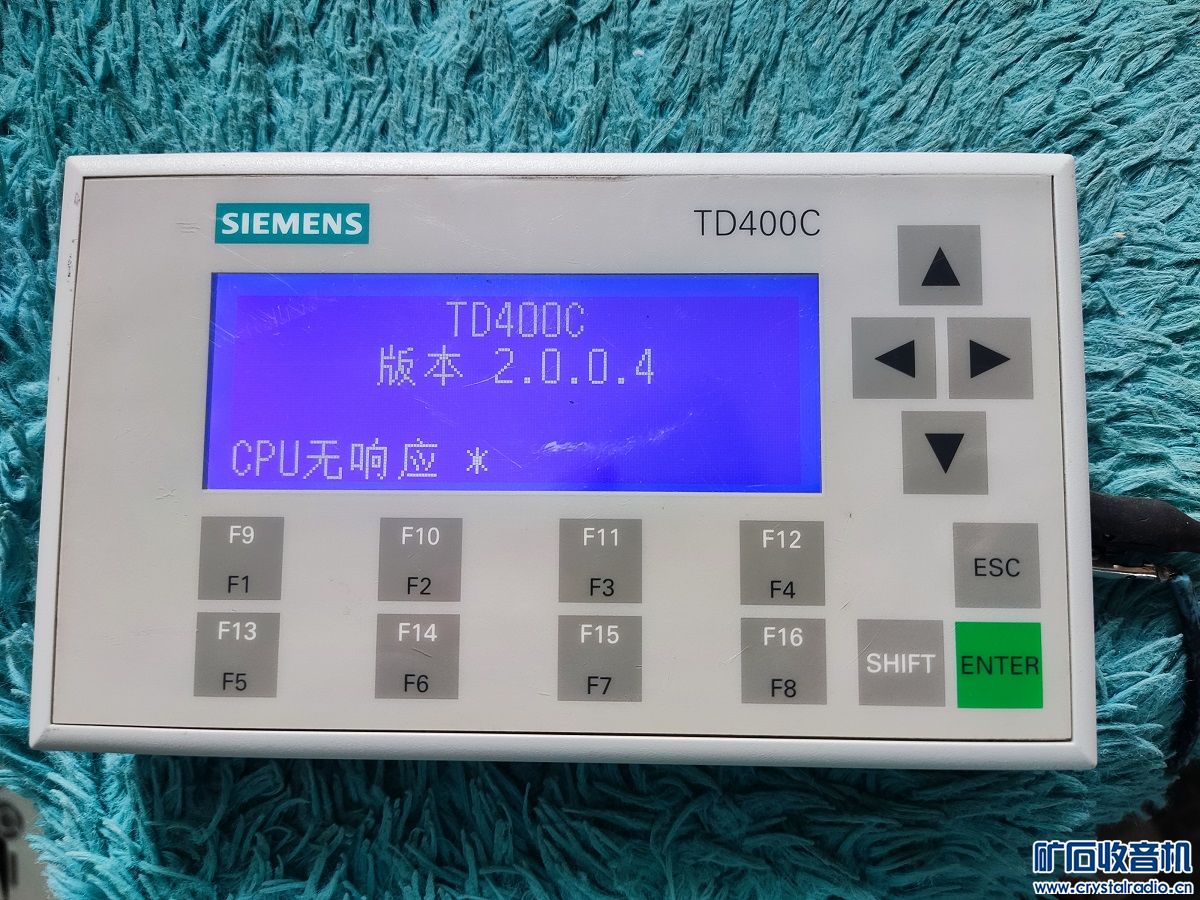 SIEMENS
TD400C
TD400C
版本 2.0.0.4
CPU无响应 *
F9 F10 F11 F12
F1 F2 F3 F4
ESC
F13 F14 F15 F16
F5 F6 F7 F8
SHIFT ENTER
矿石收音机
www.crystalradio.cn